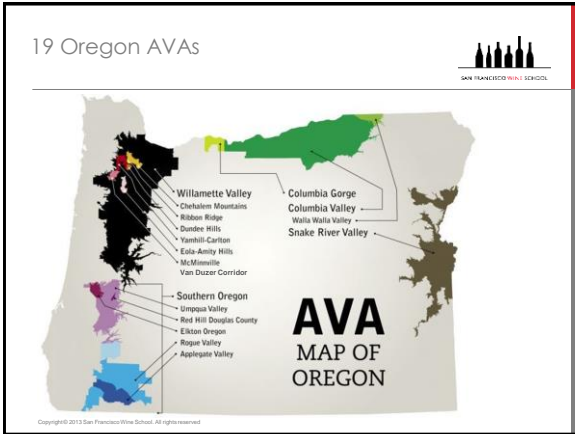 19 Oregon AVAs
SAN FRANCISCO WINE SCHOOL
Willamette Valley
Chehalem Mountains
Ribbon Ridge
Dundee Hills
Yamhill-Carlton
Eola-Amity Hills
McMinnville
Van Duzer Corridor
Columbia Gorge
Columbia Valley
Walla Walla Valley
Snake River Valley
Southern Oregon
Umpqua Valley
Red Hill Douglas County
Elkton Oregon
Rogue Valley
Applegate Valley
AVA
MAP OF
OREGON
Copyright© 2013 San Francisco Wine School. All rights reserved